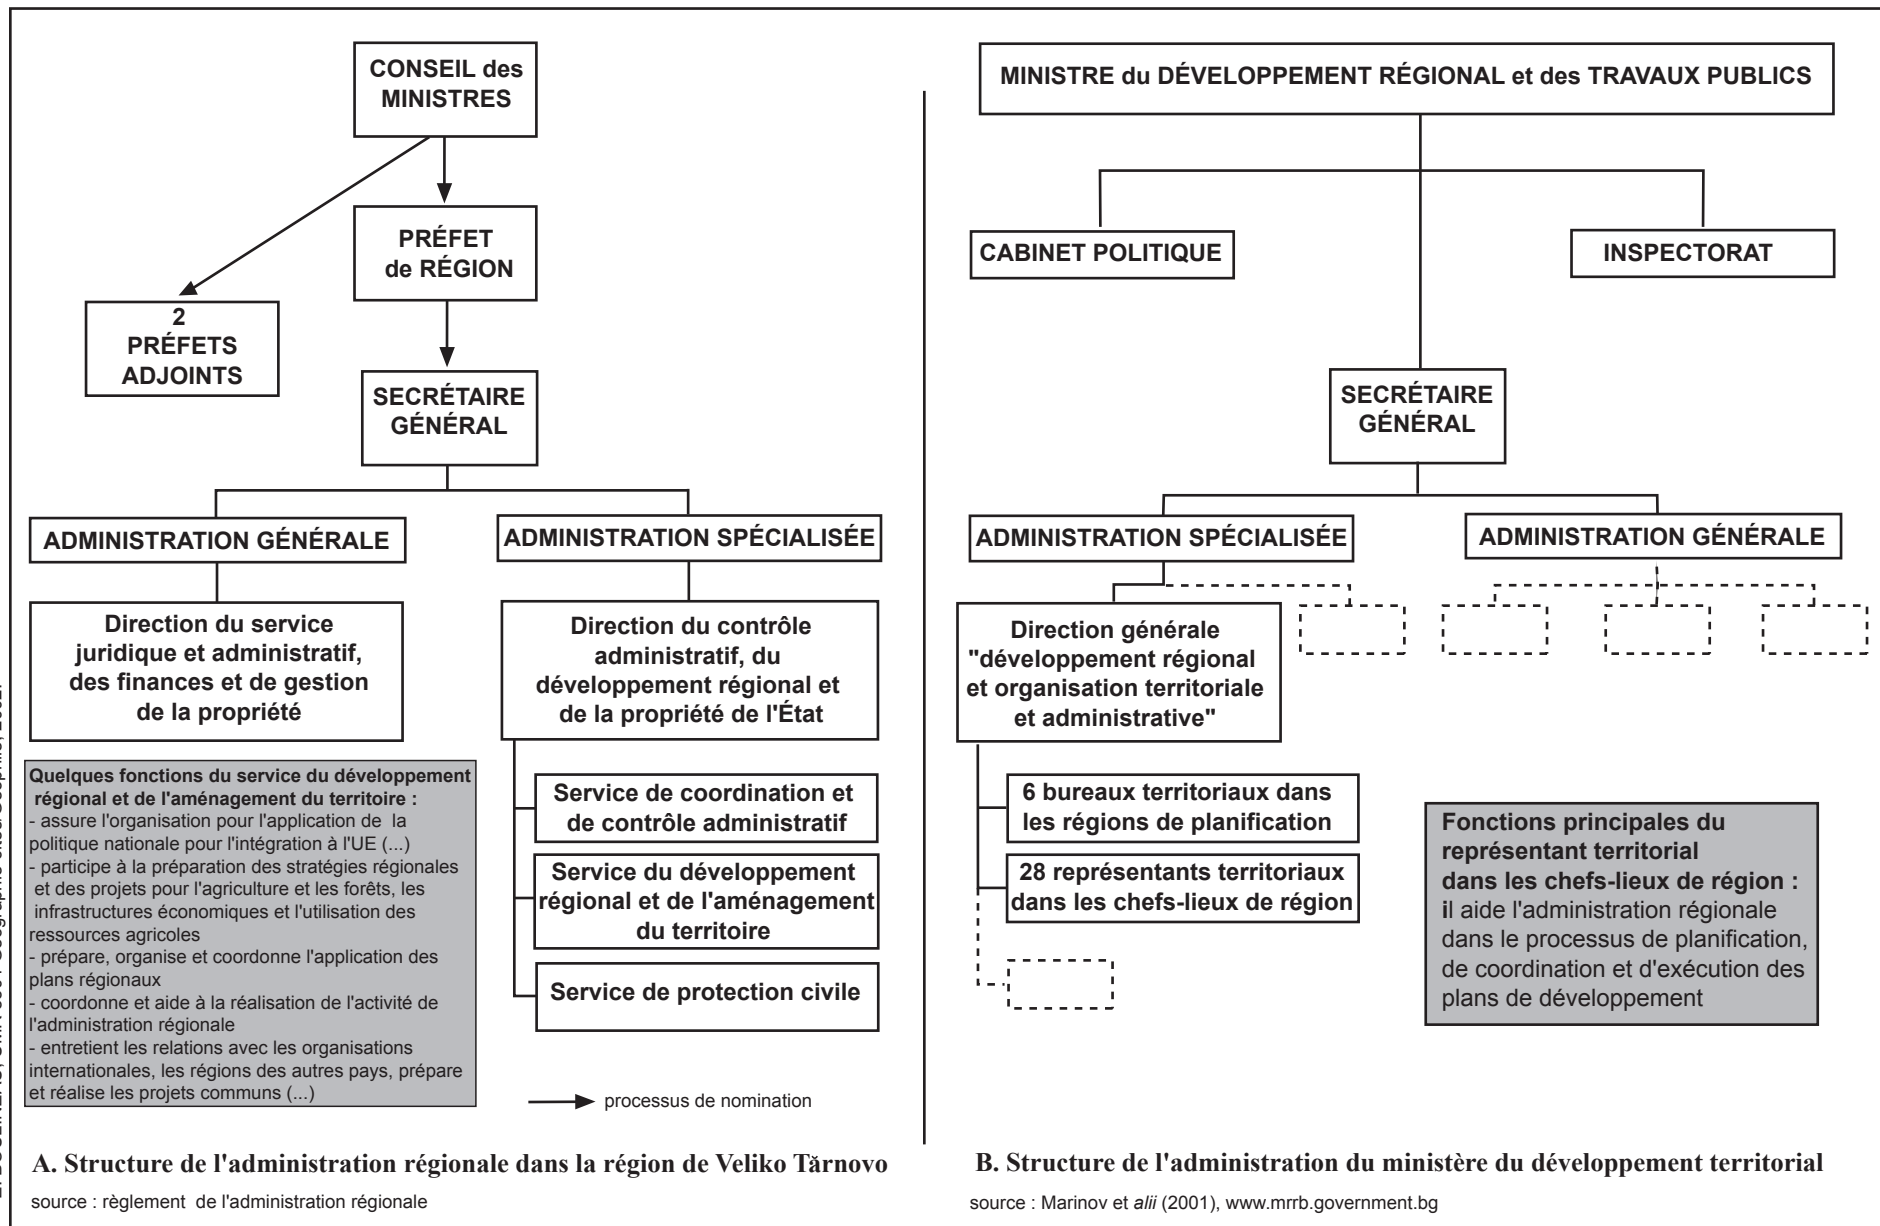 CONSEIL des
MINISTRES
PRÉFET
de RÉGION
2
PRÉFETS
ADJOINTS
SECRÉTAIRE
GÉNÉRAL
ADMINISTRATION GÉNÉRALE
ADMINISTRATION SPÉCIALISÉE
Direction du service
juridique et administratif,
des finances et de gestion
de la propriété
Direction du contrôle
administratif, du
développement régional et
de la propriété de l'État
Service de coordination et
de contrôle administratif
Service du développement
régional et de l'aménagement
du territoire
Service de protection civile
Quelques fonctions du service du développement
régional et de l'aménagement du territoire :
- assure l'organisation pour l'application de la
politique nationale pour l'intégration à l'UE (...)
- participe à la préparation des stratégies régionales
et des projets pour l'agriculture et les forêts, les
infrastructures économiques et l'utilisation des
ressources agricoles
- prépare, organise et coordonne l'application des
plans régionaux
- coordonne et aide à la réalisation de l'activité de
l'administration régionale
- entretient les relations avec les organisations
internationales, les régions des autres pays, prépare
et réalise les projets communs (...)
processus de nomination
A. Structure de l'administration régionale dans la région de Veliko Tărnovo
source : règlement de l'administration régionale
MINISTRE du DÉVELOPPEMENT RÉGIONAL et des TRAVAUX PUBLICS
CABINET POLITIQUE
INSPECTORAT
SECRÉTAIRE
GÉNÉRAL
ADMINISTRATION SPÉCIALISÉE
ADMINISTRATION GÉNÉRALE
Direction générale
"développement régional
et organisation territoriale
et administrative"
6 bureaux territoriaux dans
les régions de planification
28 représentants territoriaux
dans les chefs-lieux de région
Fonctions principales du
représentant territorial
dans les chefs-lieux de région :
il aide l'administration régionale
dans le processus de planification,
de coordination et d'exécution des
plans de développement
B. Structure de l'administration du ministère du développement territorial
source : Marinov et alii (2001), www.mrrb.government.bg